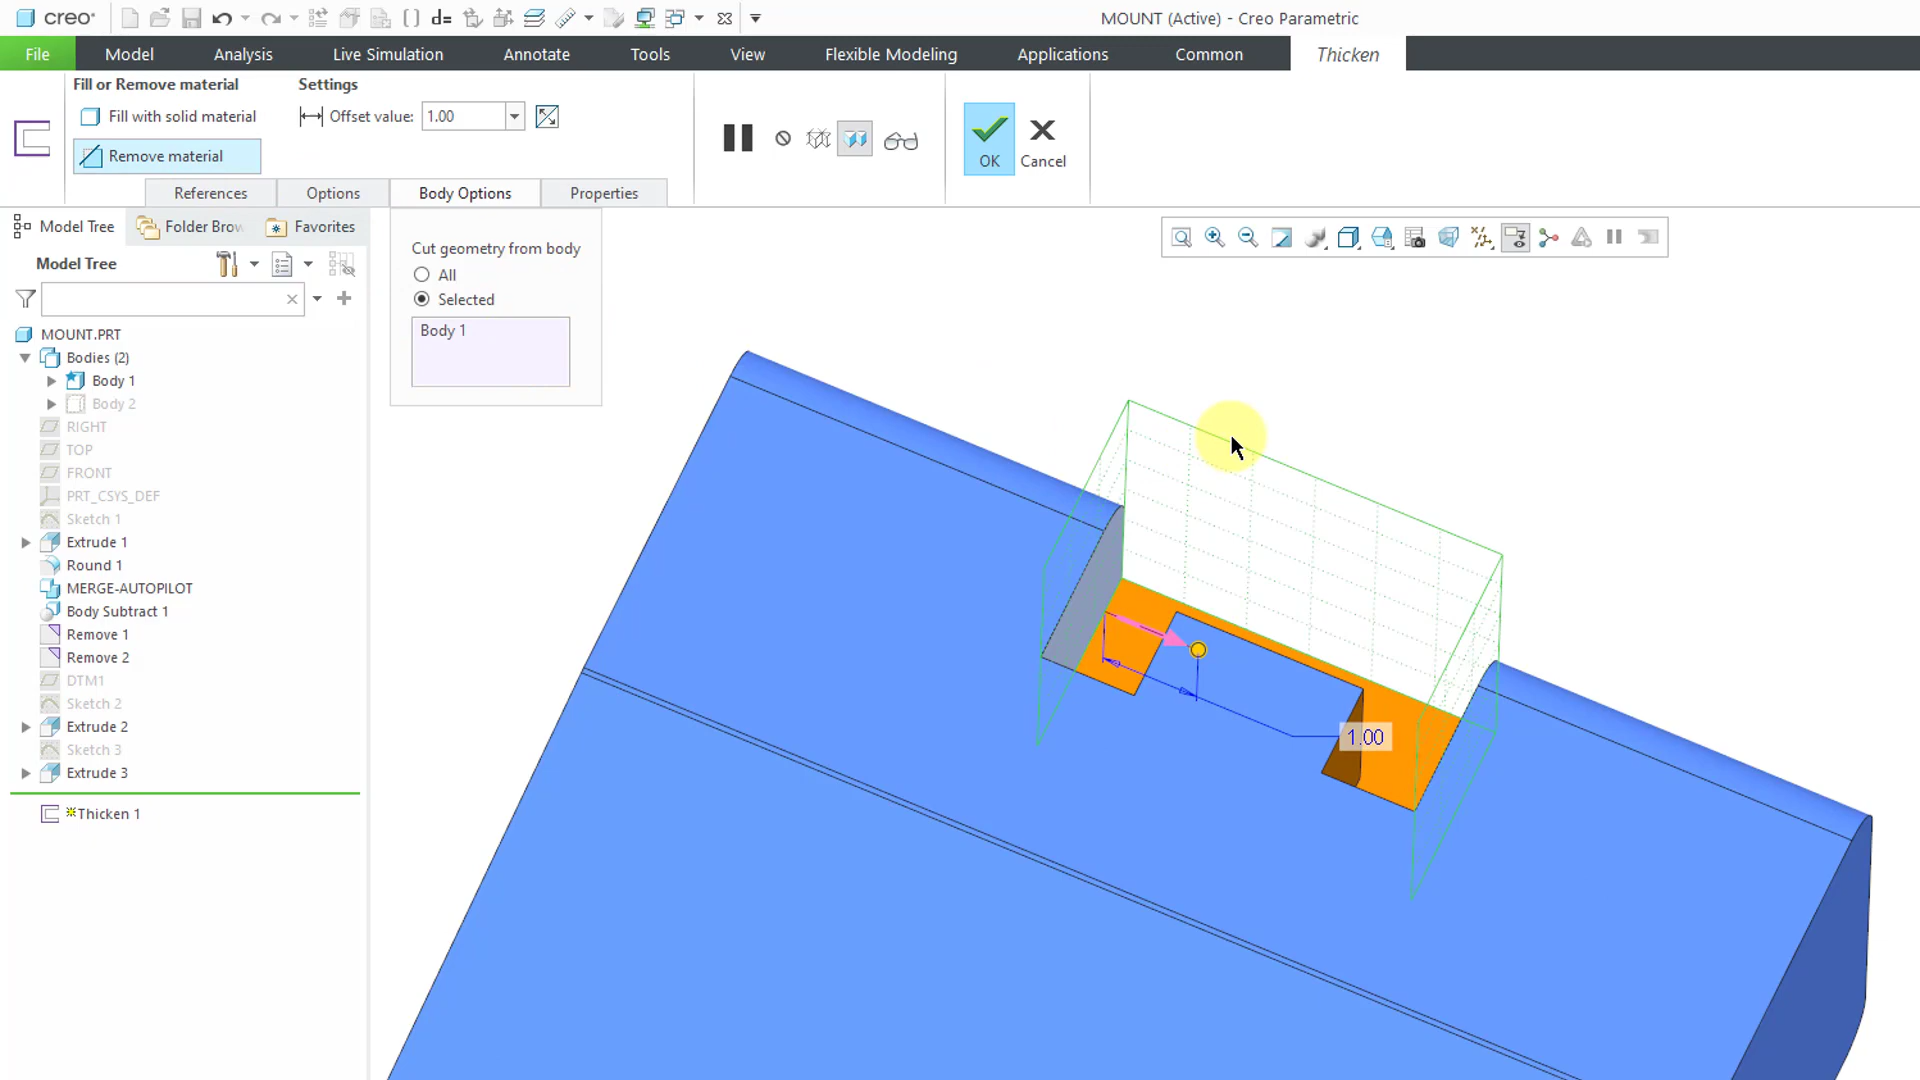 creo
d=
MOUNT (Active) - Creo Parametric
File
Model
Analysis
Live Simulation
Annotate
Tools
View
Flexible Modeling
Applications
Common
Thicken
Fill or Remove material
Settings
Fill with solid material
Offset value:
1.00
Remove material
OK
Cancel
References
Options
Body Options
Properties
Model Tree
Folder Brow
Favorites
Cut geometry from body
Model Tree
All
Selected
Body 1
MOUNT.PRT
Bodies (2)
Body 1
Body 2
RIGHT
TOP
FRONT
PRT_CSYS_DEF
Sketch 1
Extrude 1
Round 1
MERGE-AUTOPILOT
Body Subtract 1
Remove 1
Remove 2
DTM1
Sketch 2
Extrude 2
Sketch 3
Extrude 3
Thicken 1
1.00